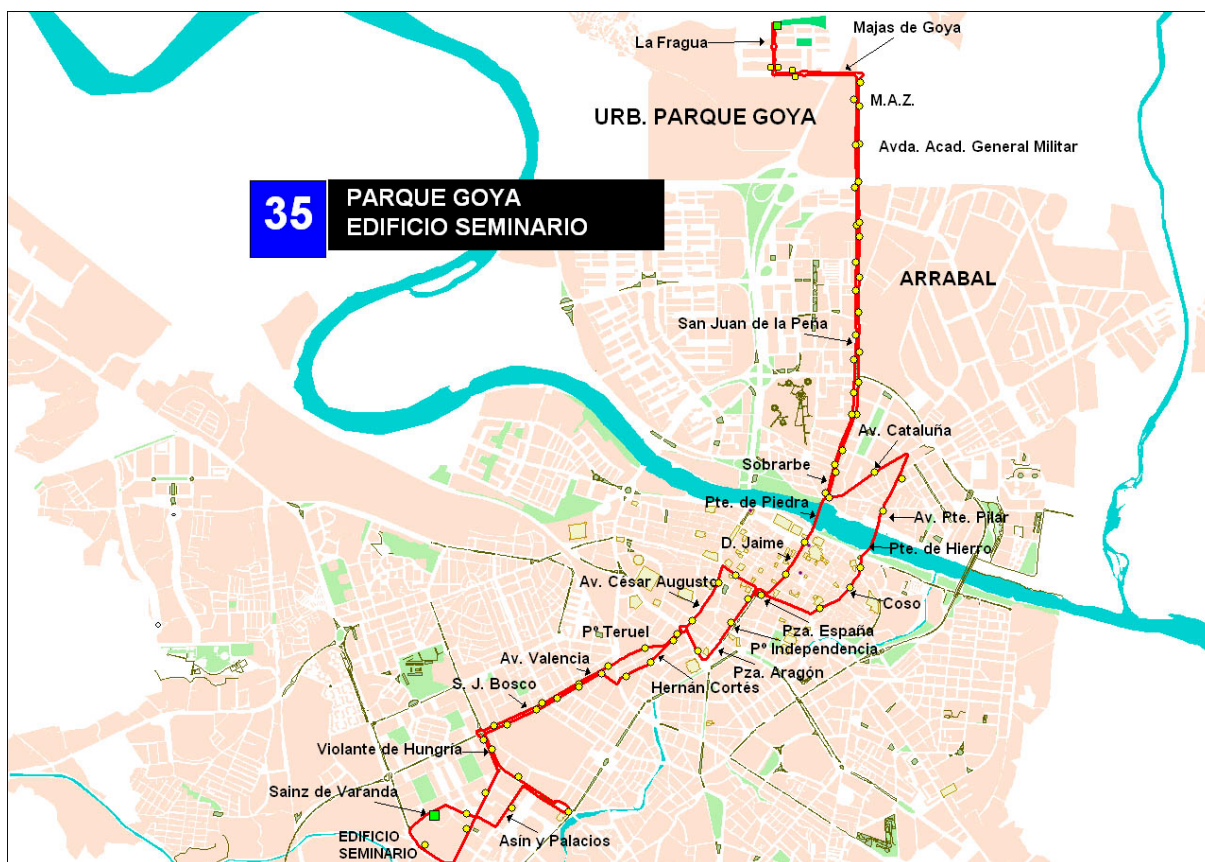 La Fragua
Majas de Goya
URB. PARQUE GOYA
M.A.Z.
Avda. Acad. General Militar
35
PARQUE GOYA
EDIFICIO SEMINARIO
ARRABAL
San Juan de la Peña
Av. Cataluña
Sobrarbe
Pte. de Piedra
Av. Pte. Pilar
D. Jaime
Pte. de Hierro
Av. César Augusto
Coso
Pº Teruel
Pza. España
Pº Independencia
Av. Valencia
Pza. Aragón
S. J. Bosco
Hernán Cortés
Violante de Hungría
Sainz de Varanda
EDIFICIO
SEMINARIO
Asín y Palacios